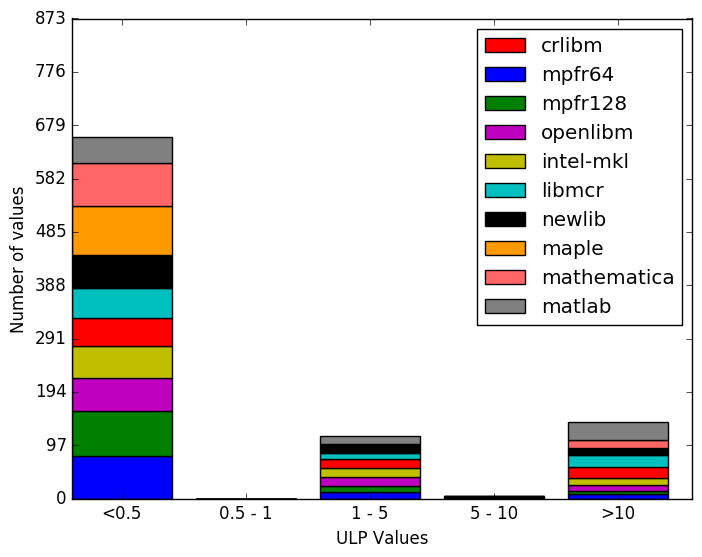 873
776
679
582
485
388
291
194
97
0
Number of values
crlibm
mpfr64
mpfr128
openlibm
intel-mkl
libmcr
newlib
maple
mathematica
matlab
<0.5
0.5 - 1
1 - 5
5 - 10
>10
ULP Values